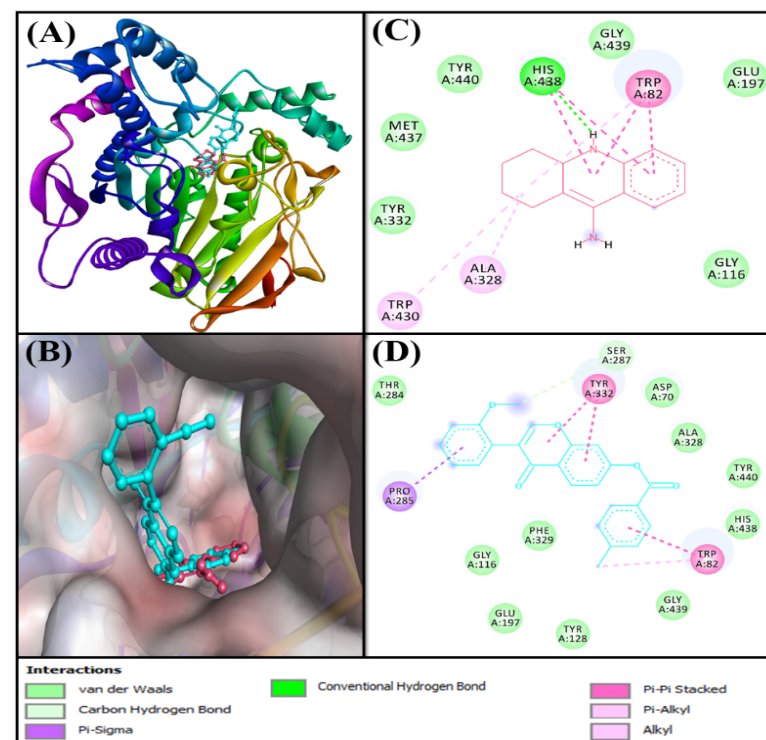 (A)
(C)
GLY
A:439
TYR
A:440
HIS
A:438
TRP
A:82
GLU
A:197
MET
A:437
H
N
TYR
A:332
N
H H
GLY
A:116
ALA
A:328
TRP
A:430
(B)
(D)
SER
A:287
THR
A:284
TYR
A:332
ASP
A:70
O
O
ALA
A:328
O
TYR
A:440
PRO
A:285
O
O
PHE
A:329
HIS
A:438
GLY
A:116
TRP
A:82
GLU
A:197
GLY
A:439
TYR
A:128
Interactions
van der Waals
Conventional Hydrogen Bond
Pi-Pi Stacked
Carbon Hydrogen Bond
Pi-Alkyl
Pi-Sigma
Alkyl